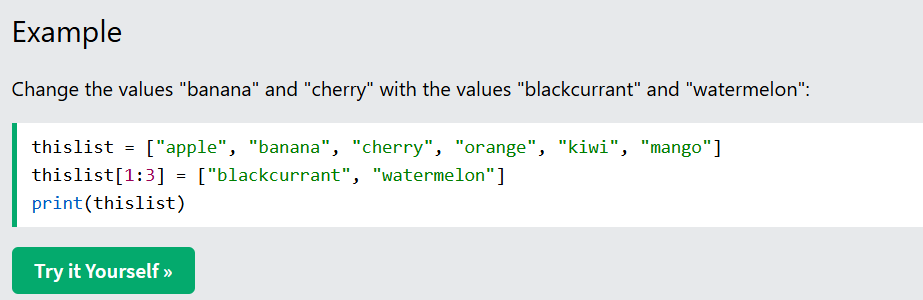 Example
Change the values "banana" and "cherry" with the values "blackcurrant" and "watermelon":
thislist = ["apple", "banana", "cherry", "orange", "kiwi", "mango"]
thislist[1:3] = ["blackcurrant", "watermelon"]
print(thislist)
Try it Yourself »